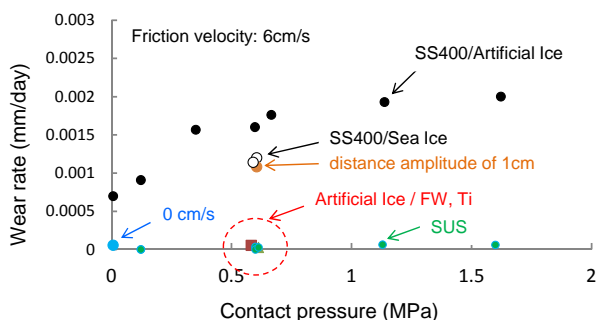 0.003
Friction velocity: 6cm/s
0.0025
SS400/Artificial Ice
0.002
0.0015
SS400/Sea Ice
0.001
distance amplitude of 1cm
Artificial Ice / FW, Ti
0.0005
0 cm/s
SUS
0
0
0.5
1
1.5
2
Wear rate (mm/day)
Contact pressure (MPa)